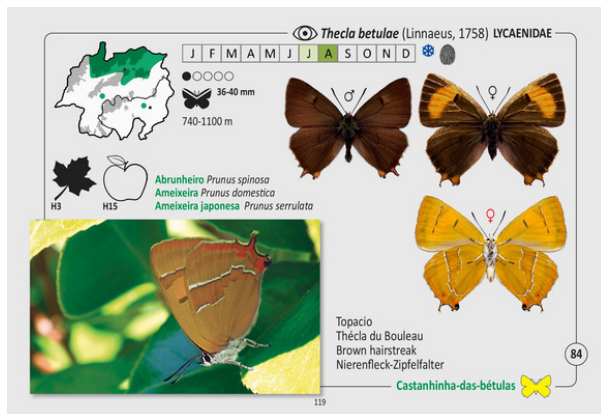 Thecla betulae (Linnaeus, 1758) LYCAENIDAE
J F M A M J J A S O N D
36-40 mm
740-1100 m
♂
♀
H3
H15
Abrunheiro Prunus spinosa
Ameixeira Prunus domestica
Ameixeira japonesa Prunus serrulata
♀
Topacio
Thécla du Bouleau
Brown hairstreak
Nierenfleck-Zipfelfalter
84
Castanhinha-das-bétulas
119